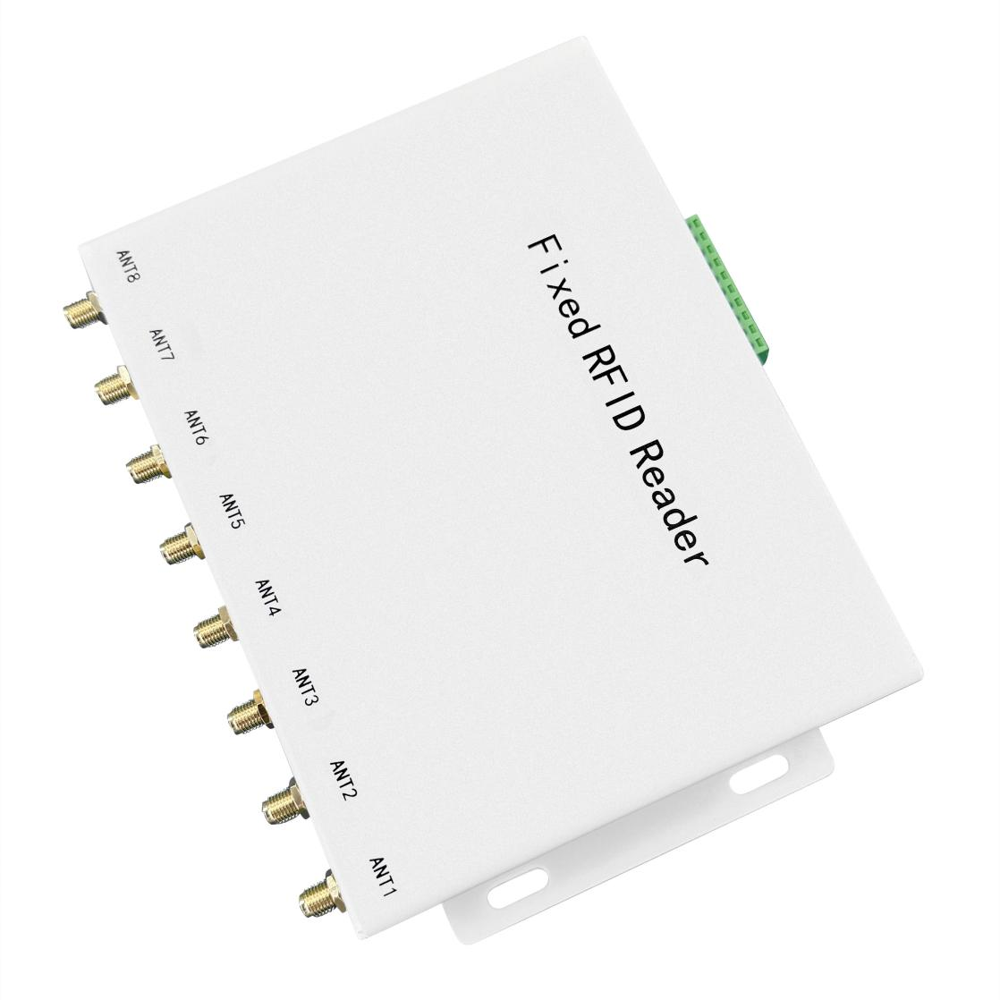 Fixed RFID Reader
ANT8
ANT7
ANT6
ANT5
ANT4
ANT3
ANT2
ANT1